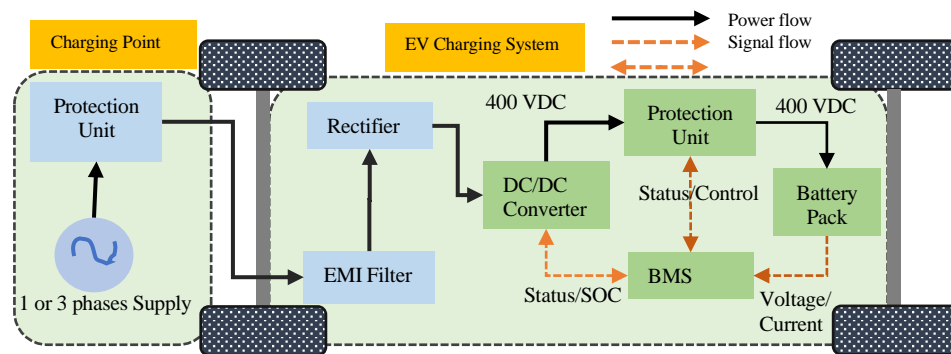 Charging Point
EV Charging System
Power flow
Signal flow
Protection
Unit
Rectifier
400 VDC
Protection
Unit
400 VDC
DC/DC
Converter
Status/Control
Battery
Pack
EMI Filter
BMS
1 or 3 phases Supply
Status/SOC
Voltage/
Current